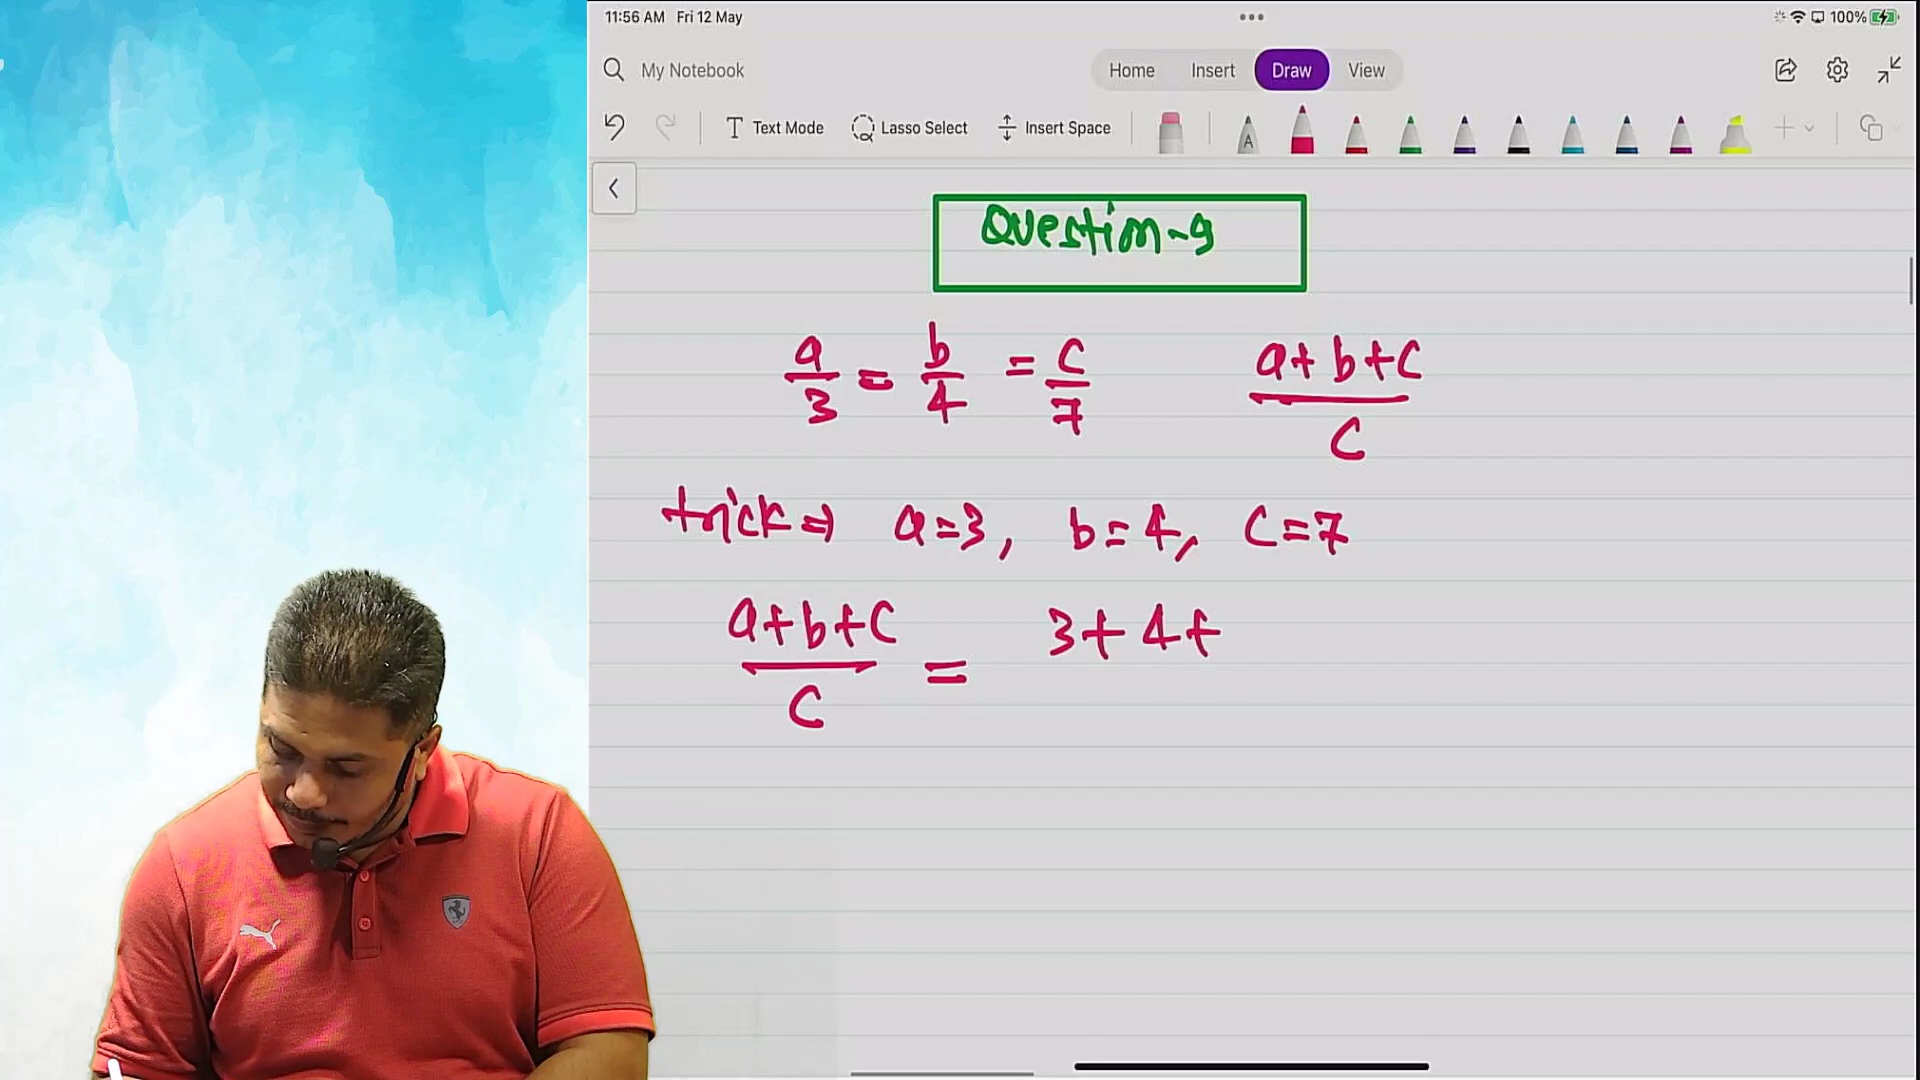 11:56 AM Fri 12 May
100%
My Notebook
Home Insert Draw View
T Text Mode Lasso Select Insert Space A
Question-9
a/3 = b/4 = c/7 a+b+c/c
trick⇒ a=3, b=4, c=7
a+b+c/c = 3+4+